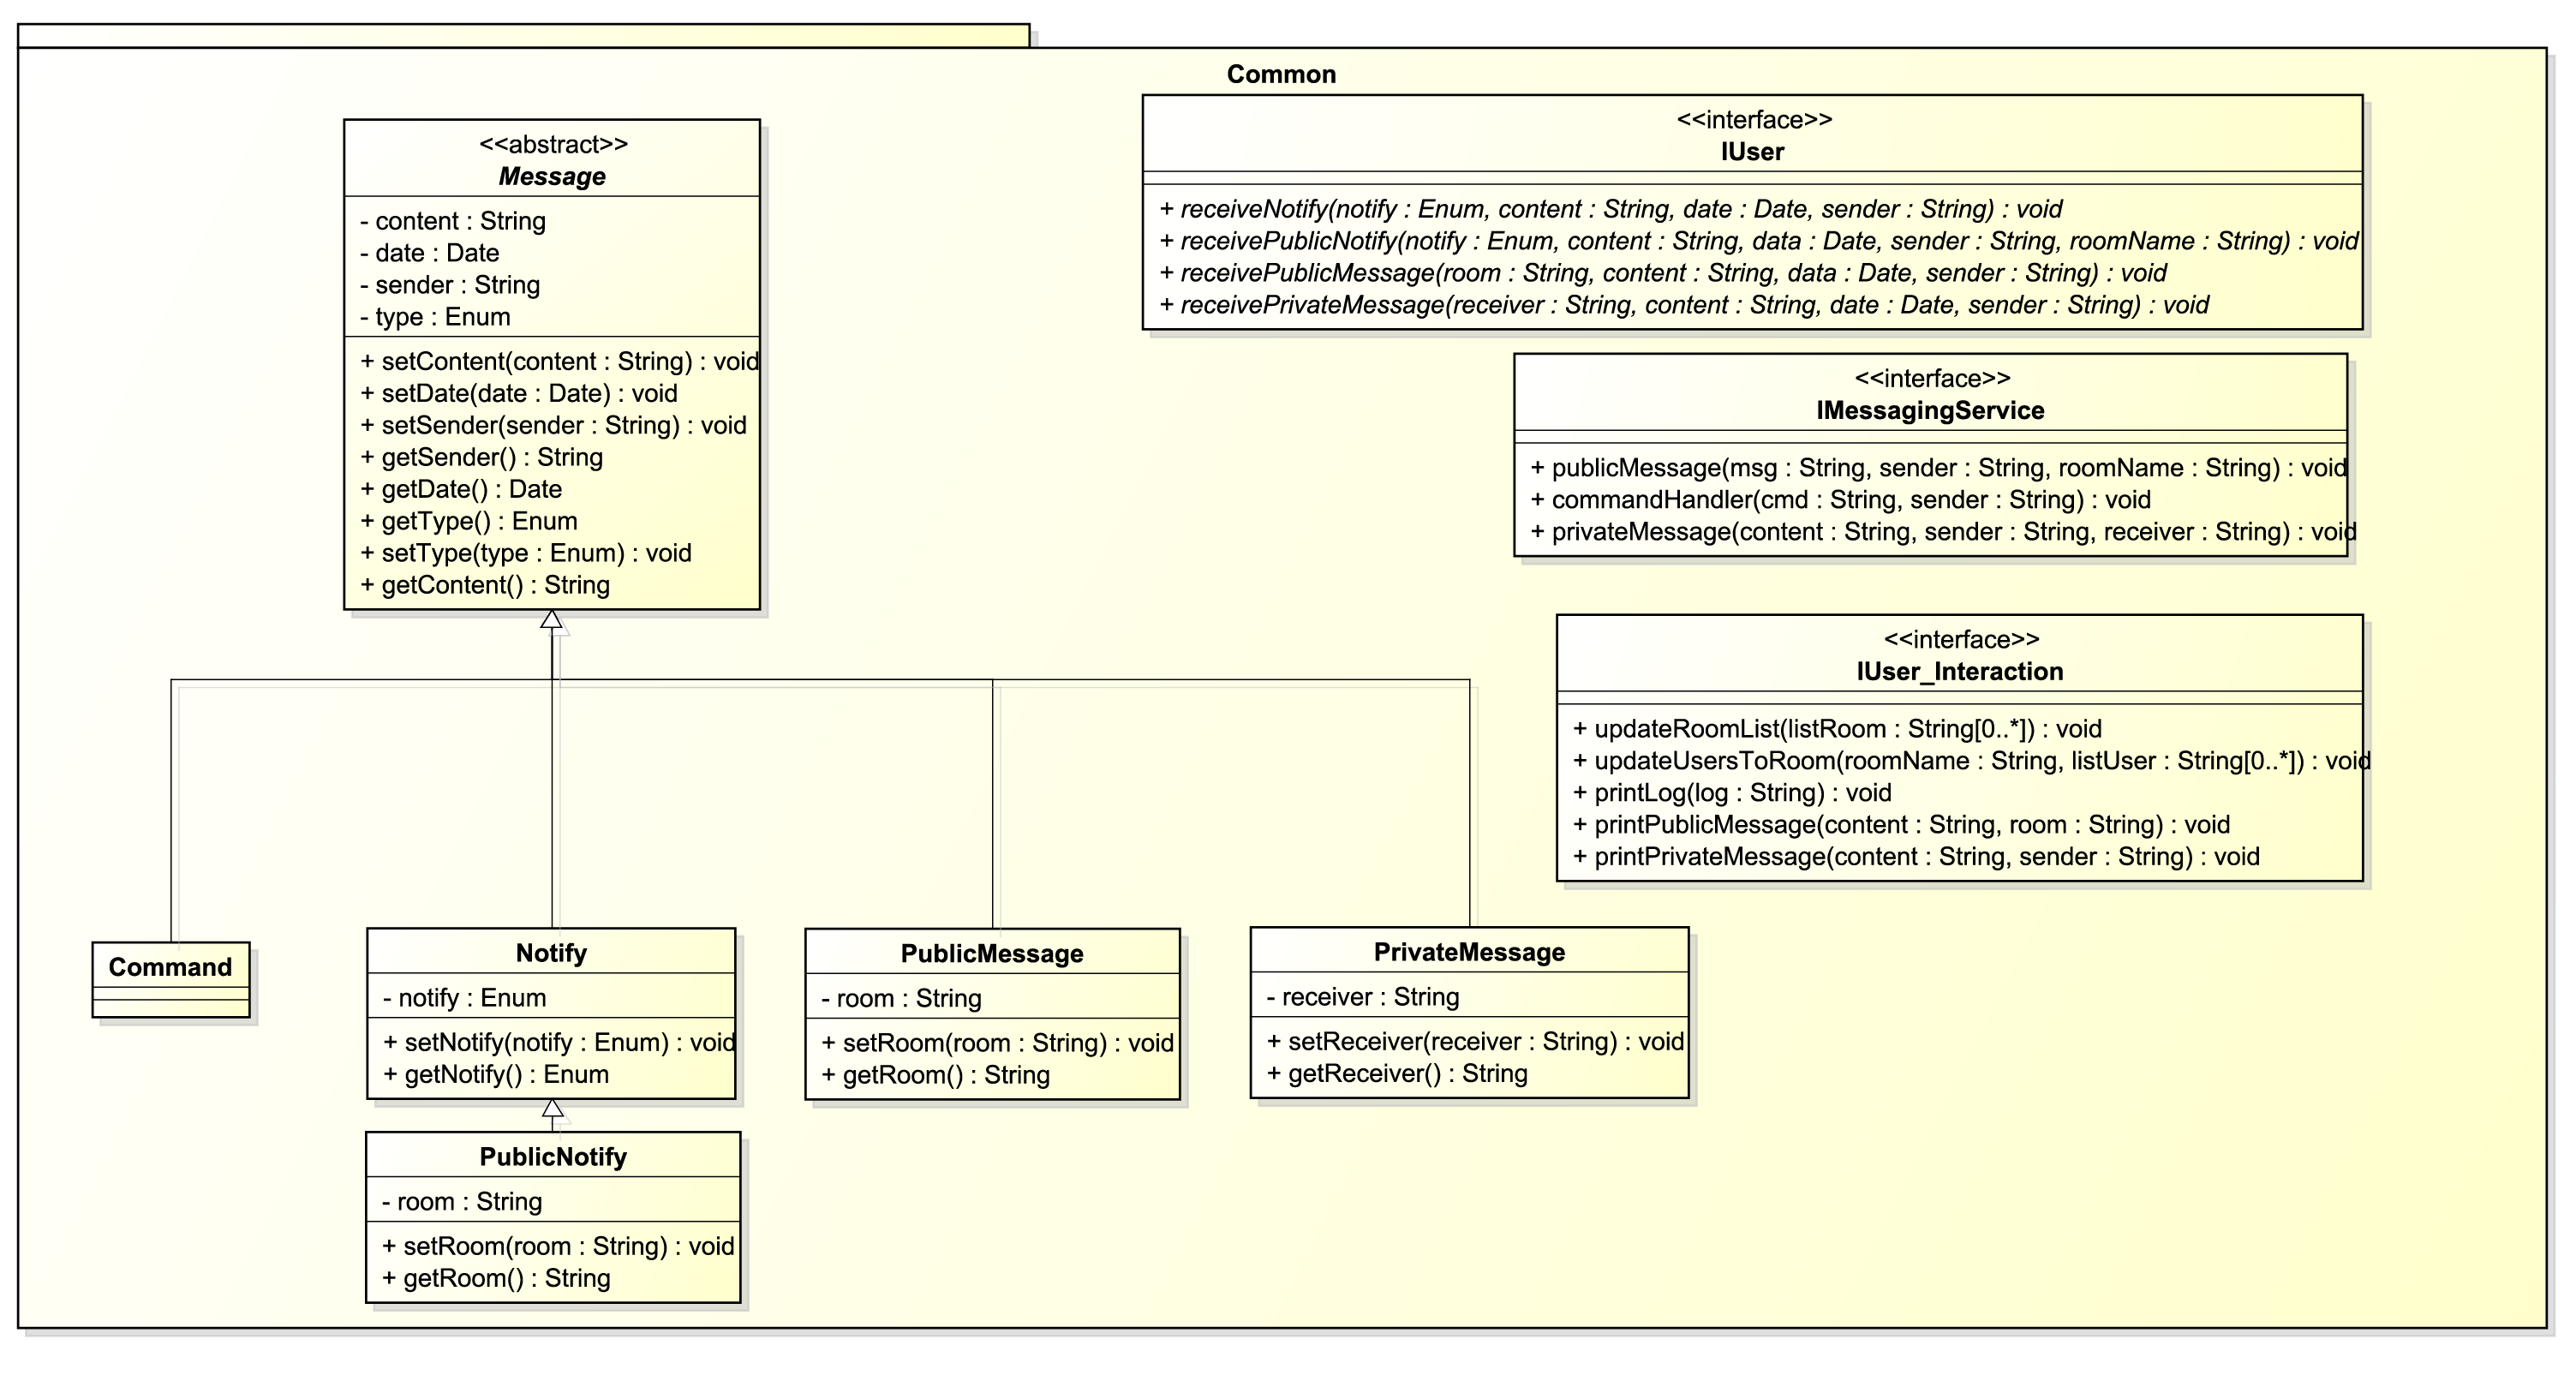 Common
<<abstract>>
Message
- content : String
- date : Date
- sender : String
- type : Enum
+ setContent(content : String) : void
+ setDate(date : Date) : void
+ setSender(sender : String) : void
+ getSender() : String
+ getDate() : Date
+ getType() : Enum
+ setType(type : Enum) : void
+ getContent() : String
<<interface>>
IUser
+ receiveNotify(notify : Enum, content : String, date : Date, sender : String) : void
+ receivePublicNotify(notify : Enum, content : String, data : Date, sender : String, roomName : String) : void
+ receivePublicMessage(room : String, content : String, data : Date, sender : String) : void
+ receivePrivateMessage(receiver : String, content : String, date : Date, sender : String) : void
<<interface>>
IMessagingService
+ publicMessage(msg : String, sender : String, roomName : String) : void
+ commandHandler(cmd : String, sender : String) : void
+ privateMessage(content : String, sender : String, receiver : String) : void
<<interface>>
IUser_Interaction
+ updateRoomList(listRoom : String[0..*]) : void
+ updateUsersToRoom(roomName : String, listUser : String[0..*]) : void
+ printLog(log : String) : void
+ printPublicMessage(content : String, room : String) : void
+ printPrivateMessage(content : String, sender : String) : void
Command
Notify
- notify : Enum
+ setNotify(notify : Enum) : void
+ getNotify() : Enum
PublicMessage
- room : String
+ setRoom(room : String) : void
+ getRoom() : String
PrivateMessage
- receiver : String
+ setReceiver(receiver : String) : void
+ getReceiver() : String
PublicNotify
- room : String
+ setRoom(room : String) : void
+ getRoom() : String